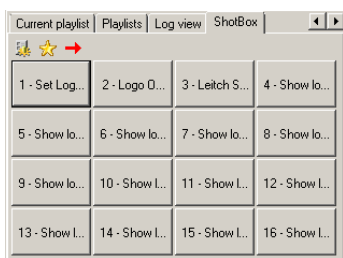 Current playlist Playlists Log view ShotBox
1 - Set Log... 2 - Logo O... 3 - Leitch S... 4 - Show lo...
5 - Show lo... 6 - Show lo... 7 - Show lo... 8 - Show lo...
9 - Show lo... 10 - Show l... 11 - Show l... 12 - Show l...
13 - Show l... 14 - Show l... 15 - Show l... 16 - Show l...